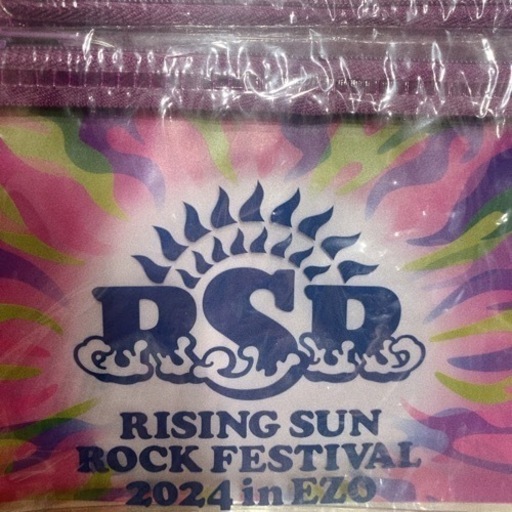 RSR
RISING SUN
ROCK FESTIVAL
2024 in EZO